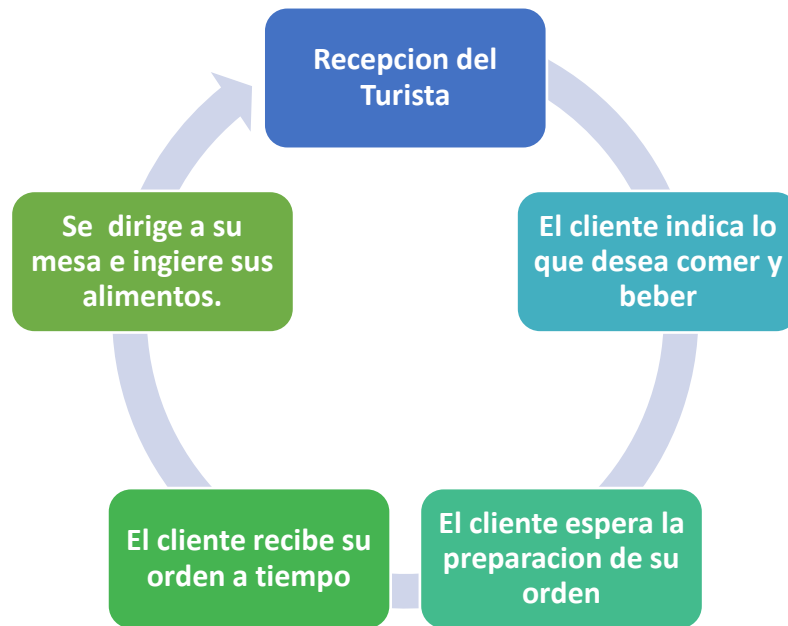 Recepcion del
Turista
El cliente indica lo
que desea comer y
beber
El cliente espera la
preparacion de su
orden
El cliente recibe su
orden a tiempo
Se dirige a su
mesa e ingiere sus
alimentos.